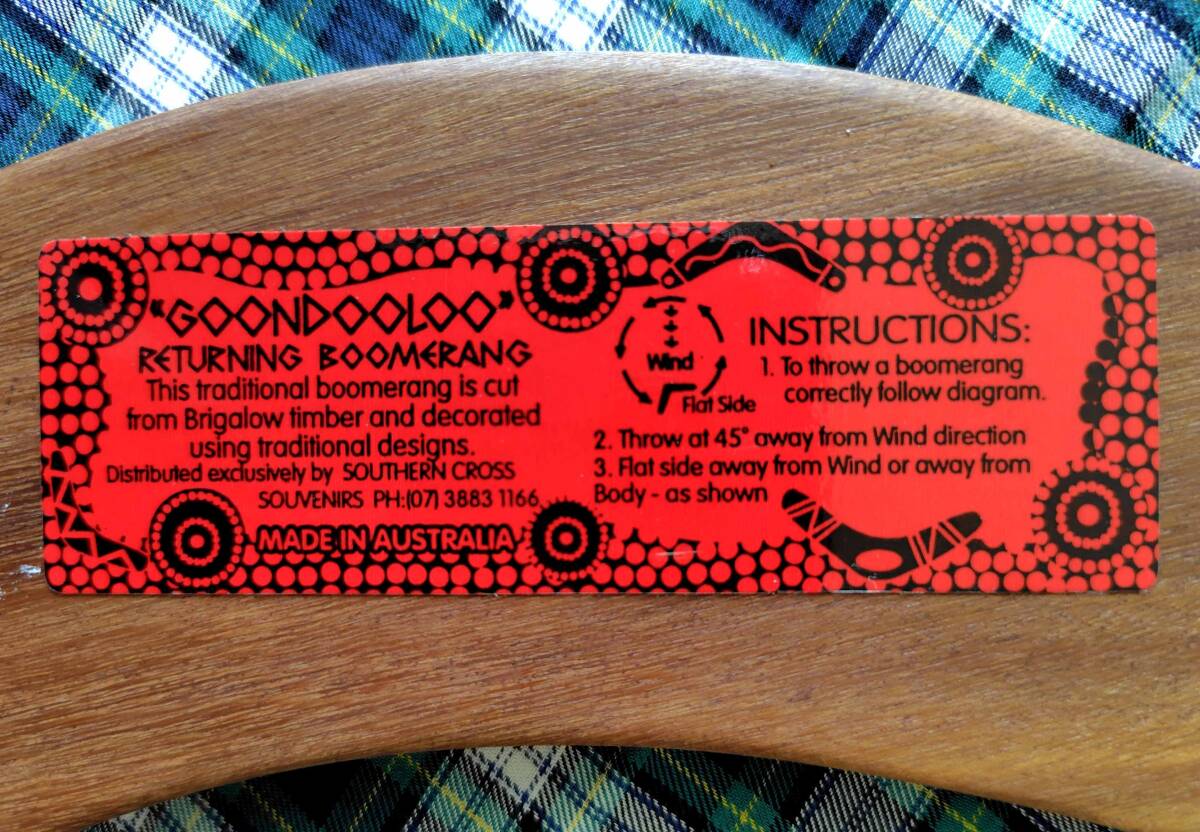 "GOONDOOLOO"
RETURNING BOOMERANG
This traditional boomerang is cut
from Brigalow timber and decorated
using traditional designs.
Distributed exclusively by SOUTHERN CROSS
SOUVENIRS PH:(07) 3883 1166
MADE IN AUSTRALIA
Wind
Flat Side
INSTRUCTIONS:
1. To throw a boomerang
correctly follow diagram.
2. Throw at 45° away from Wind direction
3. Flat side away from Wind or away from
Body - as shown